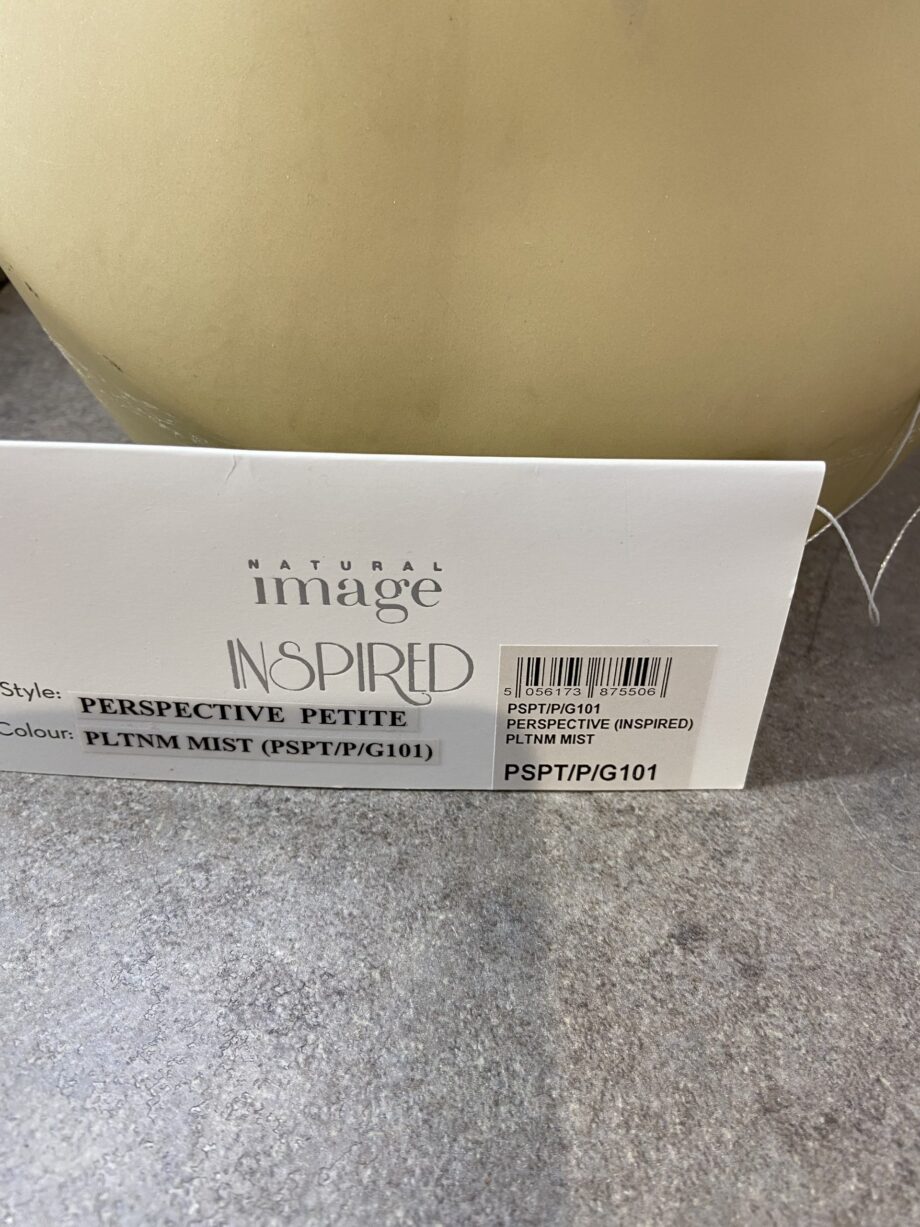 NATURAL
image
INSPIRED
Style: PERSPECTIVE PETITE
Colour: PLTNM MIST (PSPT/P/G101)
5 056173 875506
PSPT/P/G101
PERSPECTIVE (INSPIRED)
PLTNM MIST
PSPT/P/G101